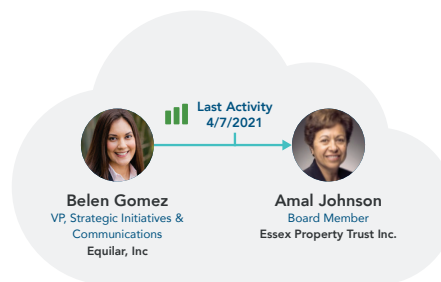 Last Activity
4/7/2021
Belen Gomez
VP, Strategic Initiatives &
Communications
Equilar, Inc
Amal Johnson
Board Member
Essex Property Trust Inc.